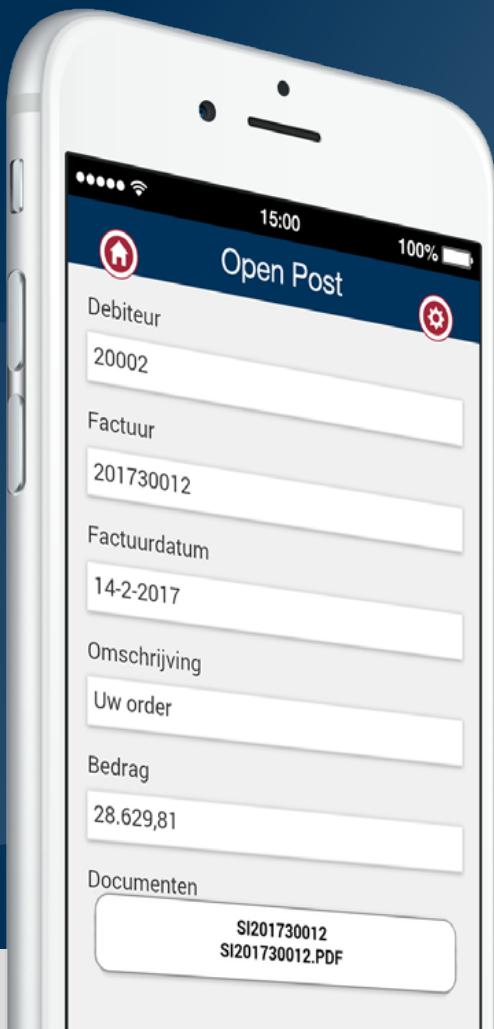 15:00
100%
Open Post
Debiteur
20002
Factuur
201730012
Factuurdatum
14-2-2017
Omschrijving
Uw order
Bedrag
28.629,81
Documenten
SI201730012
SI201730012.PDF